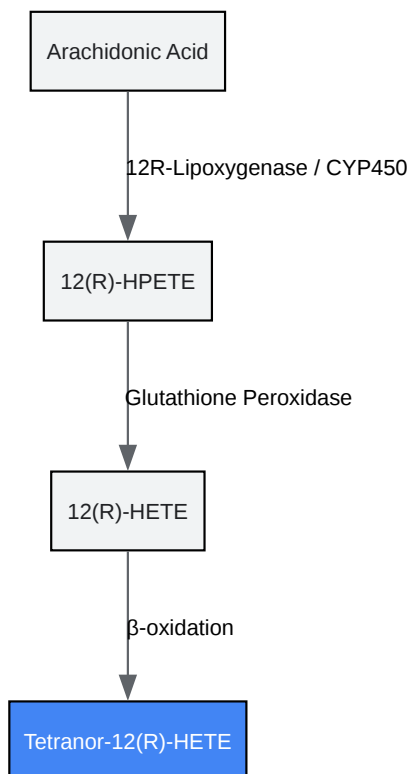 Arachidonic Acid
12R-Lipoxygenase / CYP450
12(R)-HPETE
Glutathione Peroxidase
12(R)-HETE
β-oxidation
Tetranor-12(R)-HETE